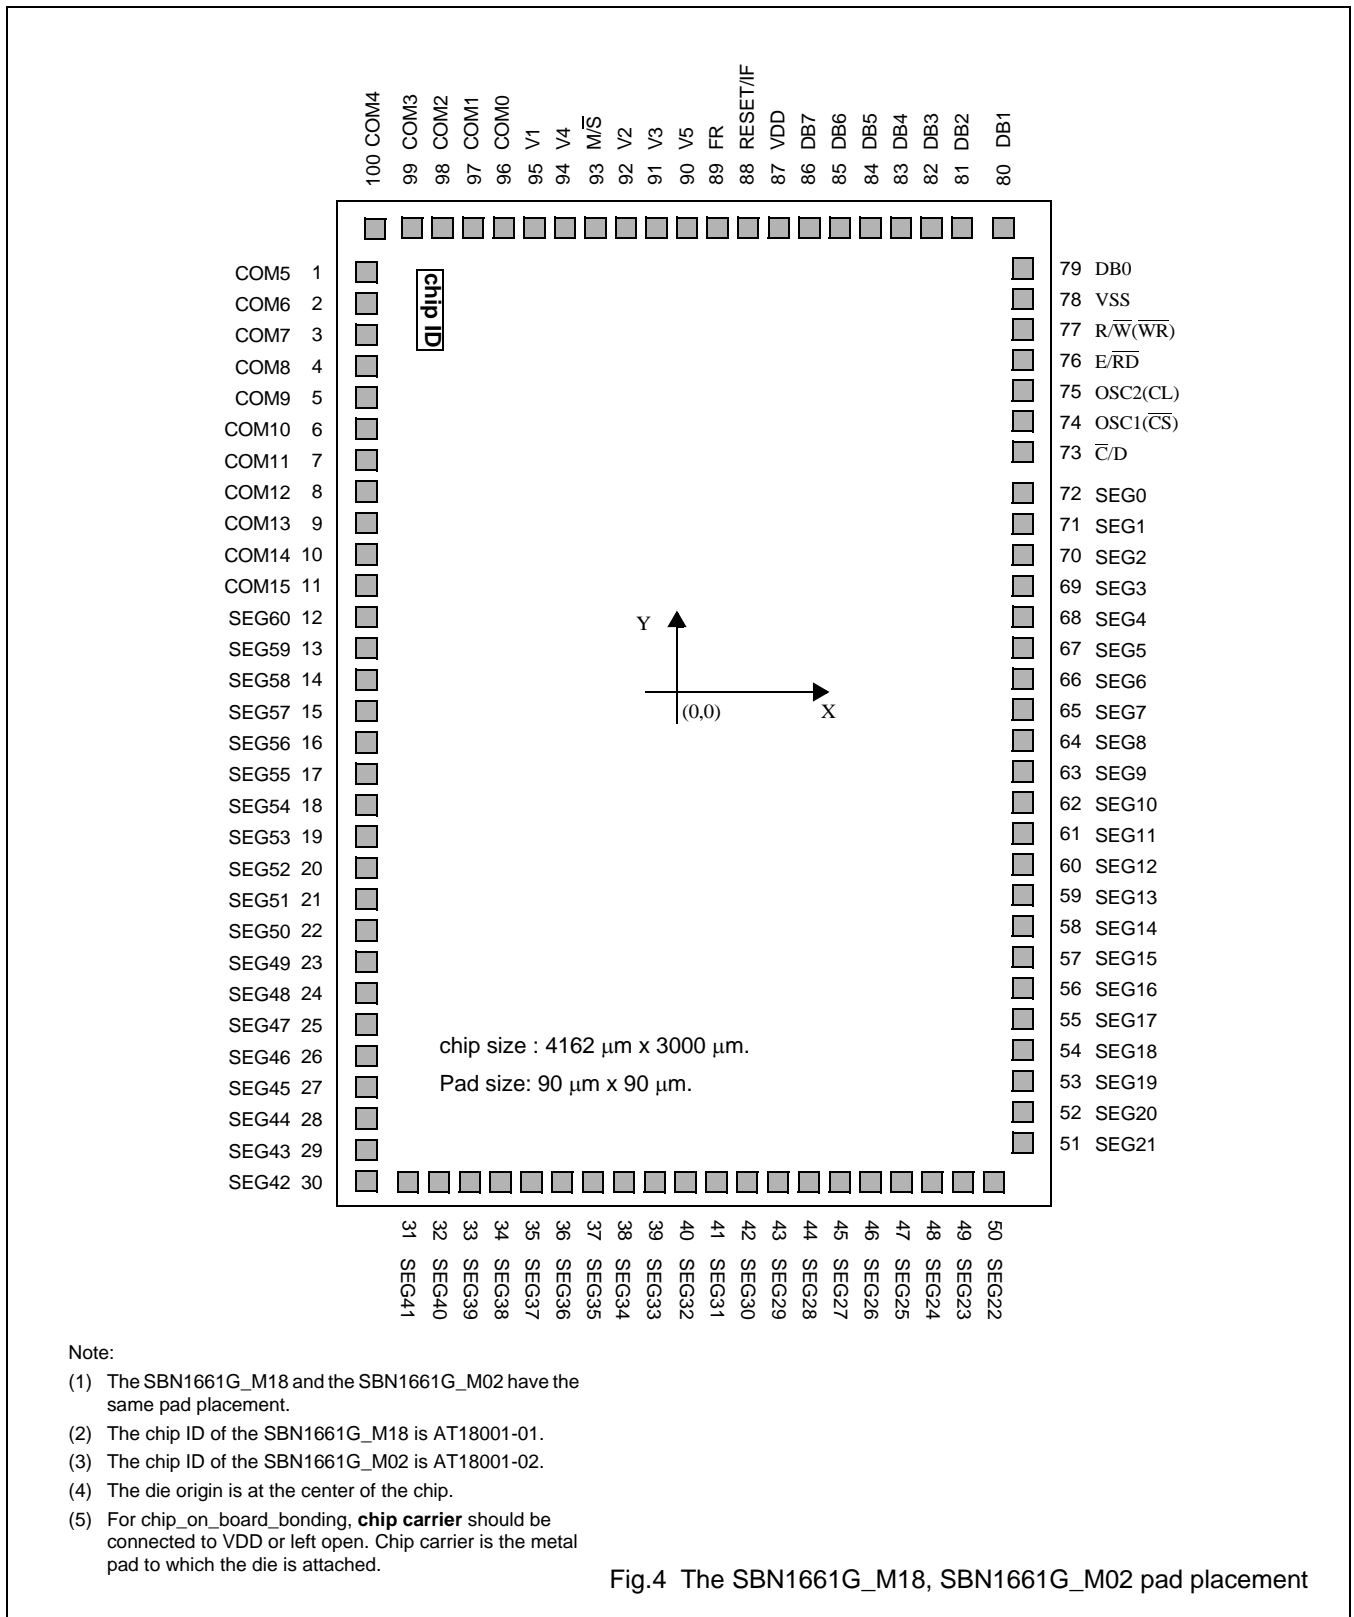 100 COM4
99 COM3
98 COM2
97 COM1
96 COM0
95 V1
94 V4
93 M/S̅
92 V2
91 V3
90 V5
89 FR
88 RESET/IF
87 VDD
86 DB7
85 DB6
84 DB5
83 DB4
82 DB3
81 DB2
80 DB1
COM5 1
COM6 2
COM7 3
COM8 4
COM9 5
COM10 6
COM11 7
COM12 8
COM13 9
COM14 10
COM15 11
SEG60 12
SEG59 13
SEG58 14
SEG57 15
SEG56 16
SEG55 17
SEG54 18
SEG53 19
SEG52 20
SEG51 21
SEG50 22
SEG49 23
SEG48 24
SEG47 25
SEG46 26
SEG45 27
SEG44 28
SEG43 29
SEG42 30
chip ID
Y
(0,0)
X
chip size : 4162 μm x 3000 μm.
Pad size: 90 μm x 90 μm.
79 DB0
78 VSS
77 R/W̅(W̅R̅)
76 E/R̅D̅
75 OSC2(CL)
74 OSC1(C̅S̅)
73 C̅/D
72 SEG0
71 SEG1
70 SEG2
69 SEG3
68 SEG4
67 SEG5
66 SEG6
65 SEG7
64 SEG8
63 SEG9
62 SEG10
61 SEG11
60 SEG12
59 SEG13
58 SEG14
57 SEG15
56 SEG16
55 SEG17
54 SEG18
53 SEG19
52 SEG20
51 SEG21
31 SEG41
32 SEG40
33 SEG39
34 SEG38
35 SEG37
36 SEG36
37 SEG35
38 SEG34
39 SEG33
40 SEG32
41 SEG31
42 SEG30
43 SEG29
44 SEG28
45 SEG27
46 SEG26
47 SEG25
48 SEG24
49 SEG23
50 SEG22
Note:
(1) The SBN1661G_M18 and the SBN1661G_M02 have the
same pad placement.
(2) The chip ID of the SBN1661G_M18 is AT18001-01.
(3) The chip ID of the SBN1661G_M02 is AT18001-02.
(4) The die origin is at the center of the chip.
(5) For chip_on_board_bonding, chip carrier should be
connected to VDD or left open. Chip carrier is the metal
pad to which the die is attached.
Fig.4 The SBN1661G_M18, SBN1661G_M02 pad placement